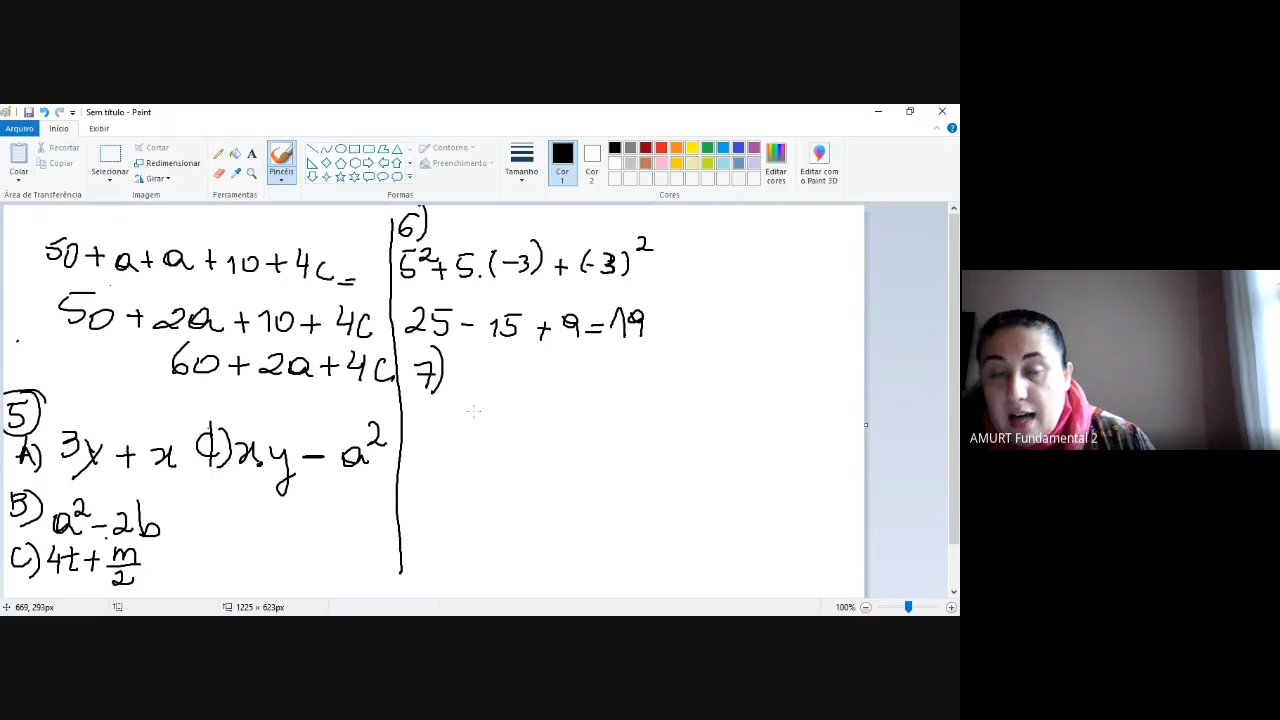 Sem título - Paint
Arquivo
Início
Exibir
Colar
Recortar
Copiar
Área de Transferência
Selecionar
Cortar
Redimensionar
Girar
Imagem
A
Ferramentas
Pincéis
Contorno
Preenchimento
Formas
Tamanho
Cor
1
Cor
2
Editar
cores
Editar com
o Paint 3D
Cores
50 + a + a + 10 + 4c =
50 + 2a + 10 + 4c
60 + 2a + 4c
5)
A) 3y + x d) x.y - a²
B) a² - 2b
C) 4t + m/2
6)
5² + 5.(-3) + (-3)²
25 - 15 + 9 = 19
7)
AMURT Fundamental 2
669, 293px
1225 × 623px
100%